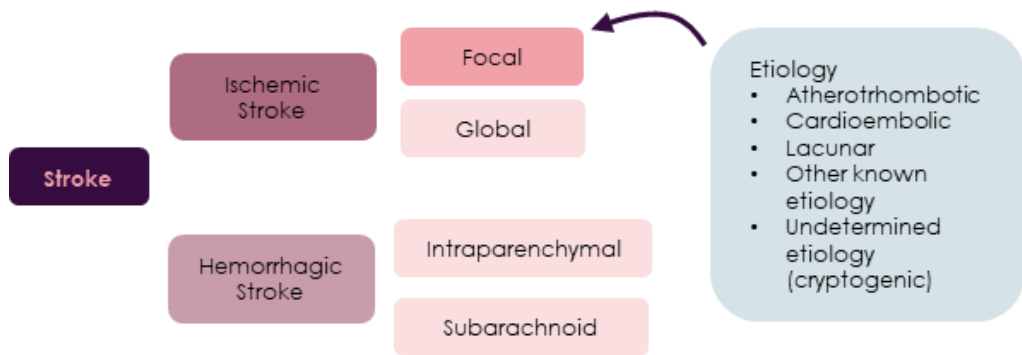 Stroke
Ischemic
Stroke
Focal
Global
Hemorrhagic
Stroke
Intraparenchymal
Subarachnoid
Etiology
• Atherotrhombotic
• Cardioembolic
• Lacunar
• Other known
etiology
• Undetermined
etiology
(cryptogenic)